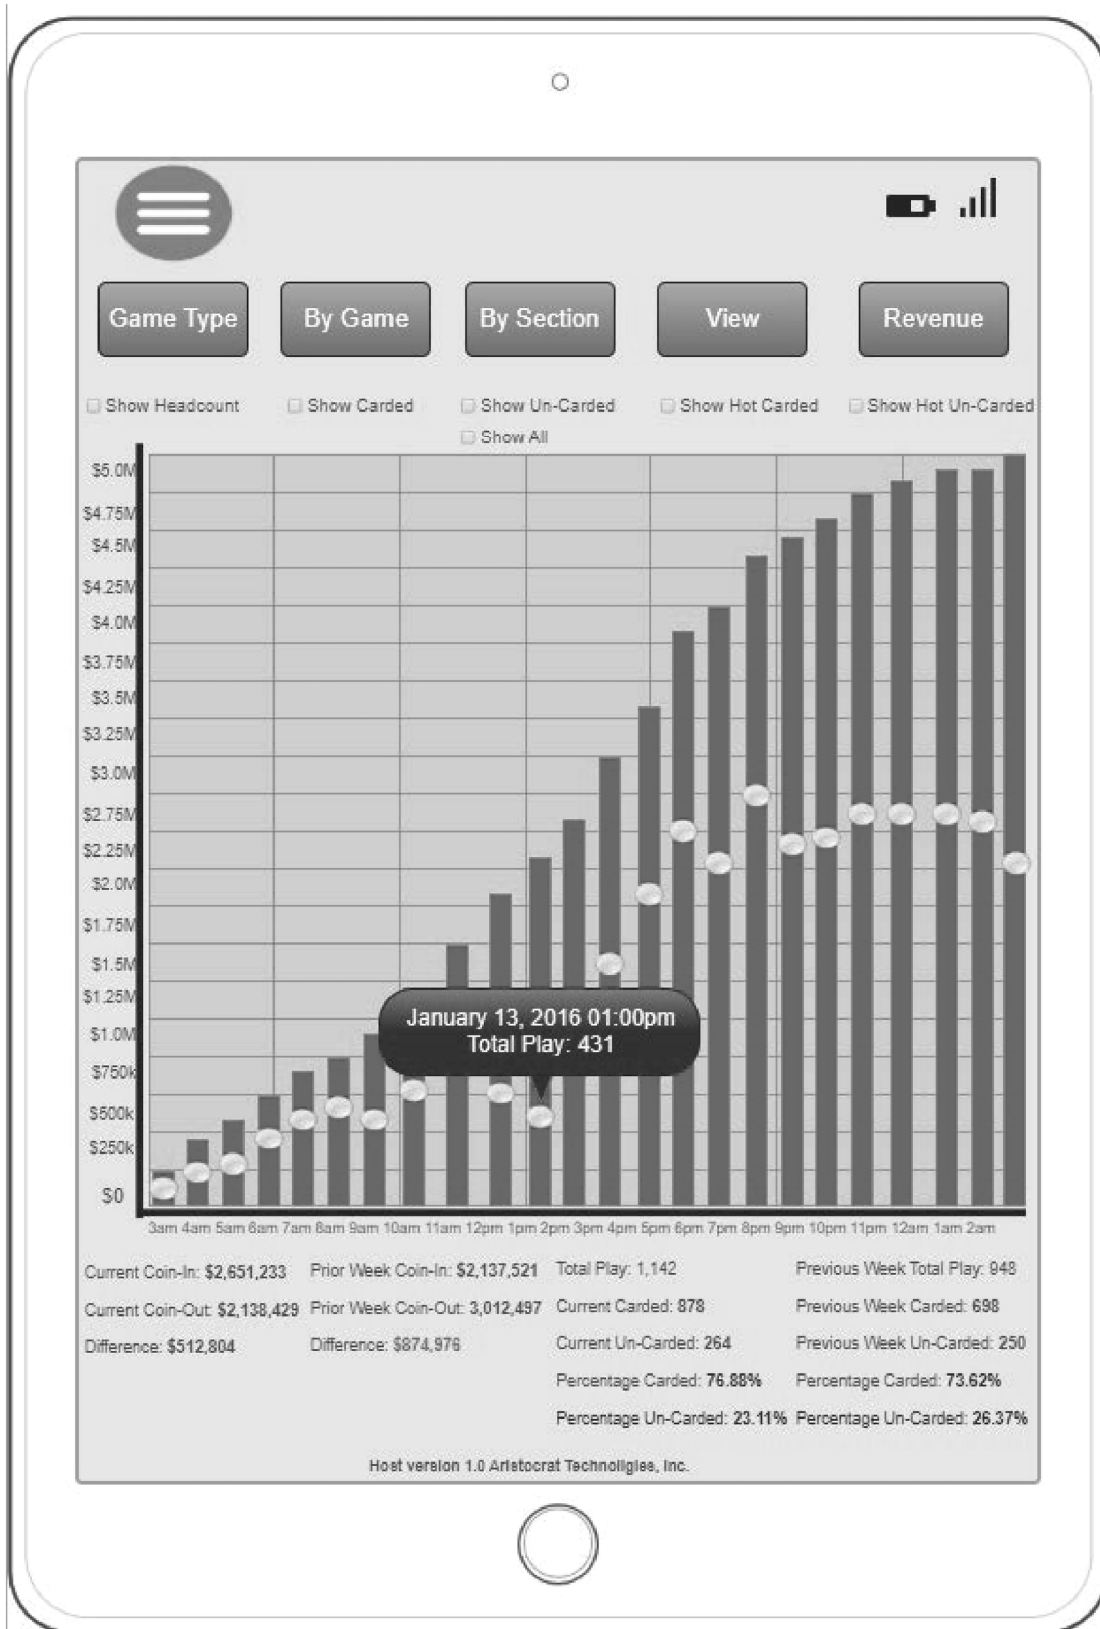 Game Type By Game By Section View Revenue
Show Headcount Show Carded Show Un-Carded Show Hot Carded Show Hot Un-Carded
Show All
$5.0M
$4.75M
$4.5M
$4.25M
$4.0M
$3.75M
$3.5M
$3.25M
$3.0M
$2.75M
$2.25M
$2.0M
$1.75M
$1.5M
$1.25M
$1.0M
$750k
$500k
$250k
$0
January 13, 2016 01:00pm
Total Play: 431
3am 4am 5am 6am 7am 8am 9am 10am 11am 12pm 1pm 2pm 3pm 4pm 5pm 6pm 7pm 8pm 9pm 10pm 11pm 12am 1am 2am
Current Coin-In: $2,651,233 Prior Week Coin-In: $2,137,521 Total Play: 1,142 Previous Week Total Play: 948
Current Coin-Out: $2,138,429 Prior Week Coin-Out: 3,012,497 Current Carded: 878 Previous Week Carded: 698
Difference: $512,804 Difference: $874,976 Current Un-Carded: 264 Previous Week Un-Carded: 250
Percentage Carded: 76.88% Percentage Carded: 73.62%
Percentage Un-Carded: 23.11% Percentage Un-Carded: 26.37%
Host version 1.0 Aristocrat Technoligies, Inc.